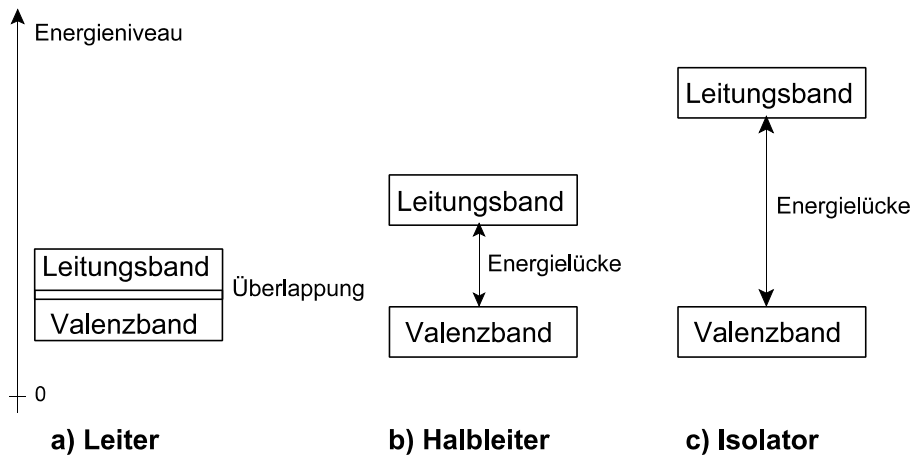 Energieniveau
Leitungsband
Leitungsband
Energielücke
Leitungsband
Überlappung
Energielücke
Valenzband
Valenzband
Valenzband
0
a) Leiter
b) Halbleiter
c) Isolator